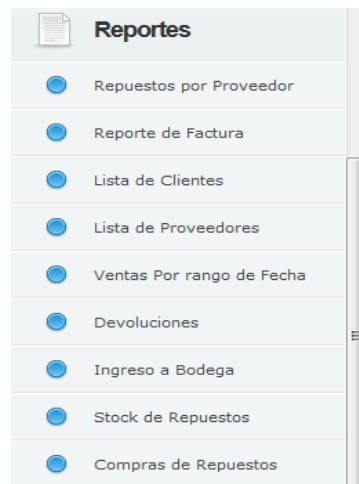 Reportes
Repuestos por Proveedor
Reporte de Factura
Lista de Clientes
Lista de Proveedores
Ventas Por rango de Fecha
Devoluciones
Ingreso a Bodega
Stock de Repuestos
Compras de Repuestos